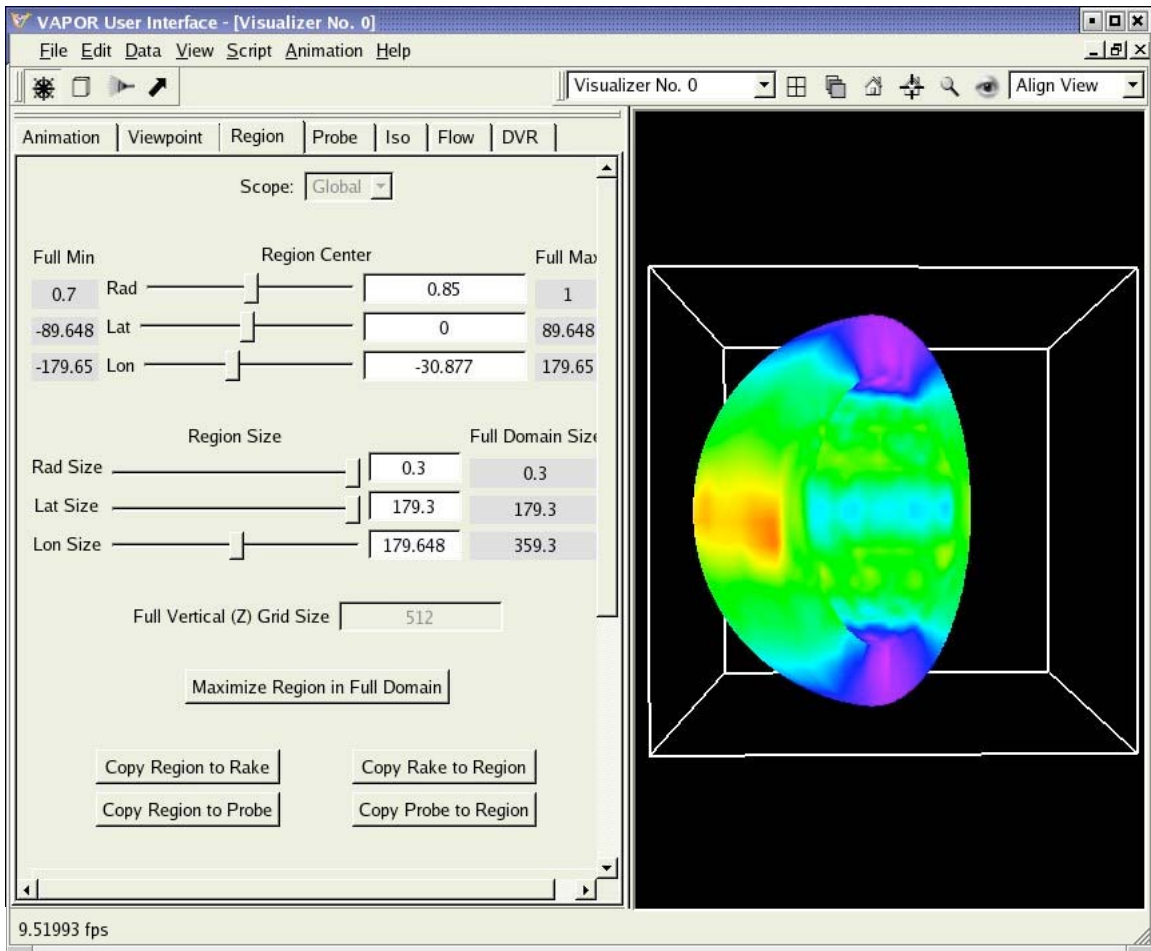 VAPOR User Interface - [Visualizer No. 0]
File Edit Data View Script Animation Help
Visualizer No. 0 Align View
Animation Viewpoint Region Probe Iso Flow DVR
Scope: Global
Full Min Region Center Full Max
0.7 Rad 0.85 1
-89.648 Lat 0 89.648
-179.65 Lon -30.877 179.65
Region Size Full Domain Size
Rad Size 0.3 0.3
Lat Size 179.3 179.3
Lon Size 179.648 359.3
Full Vertical (Z) Grid Size 512
Maximize Region in Full Domain
Copy Region to Rake Copy Rake to Region
Copy Region to Probe Copy Probe to Region
9.51993 fps